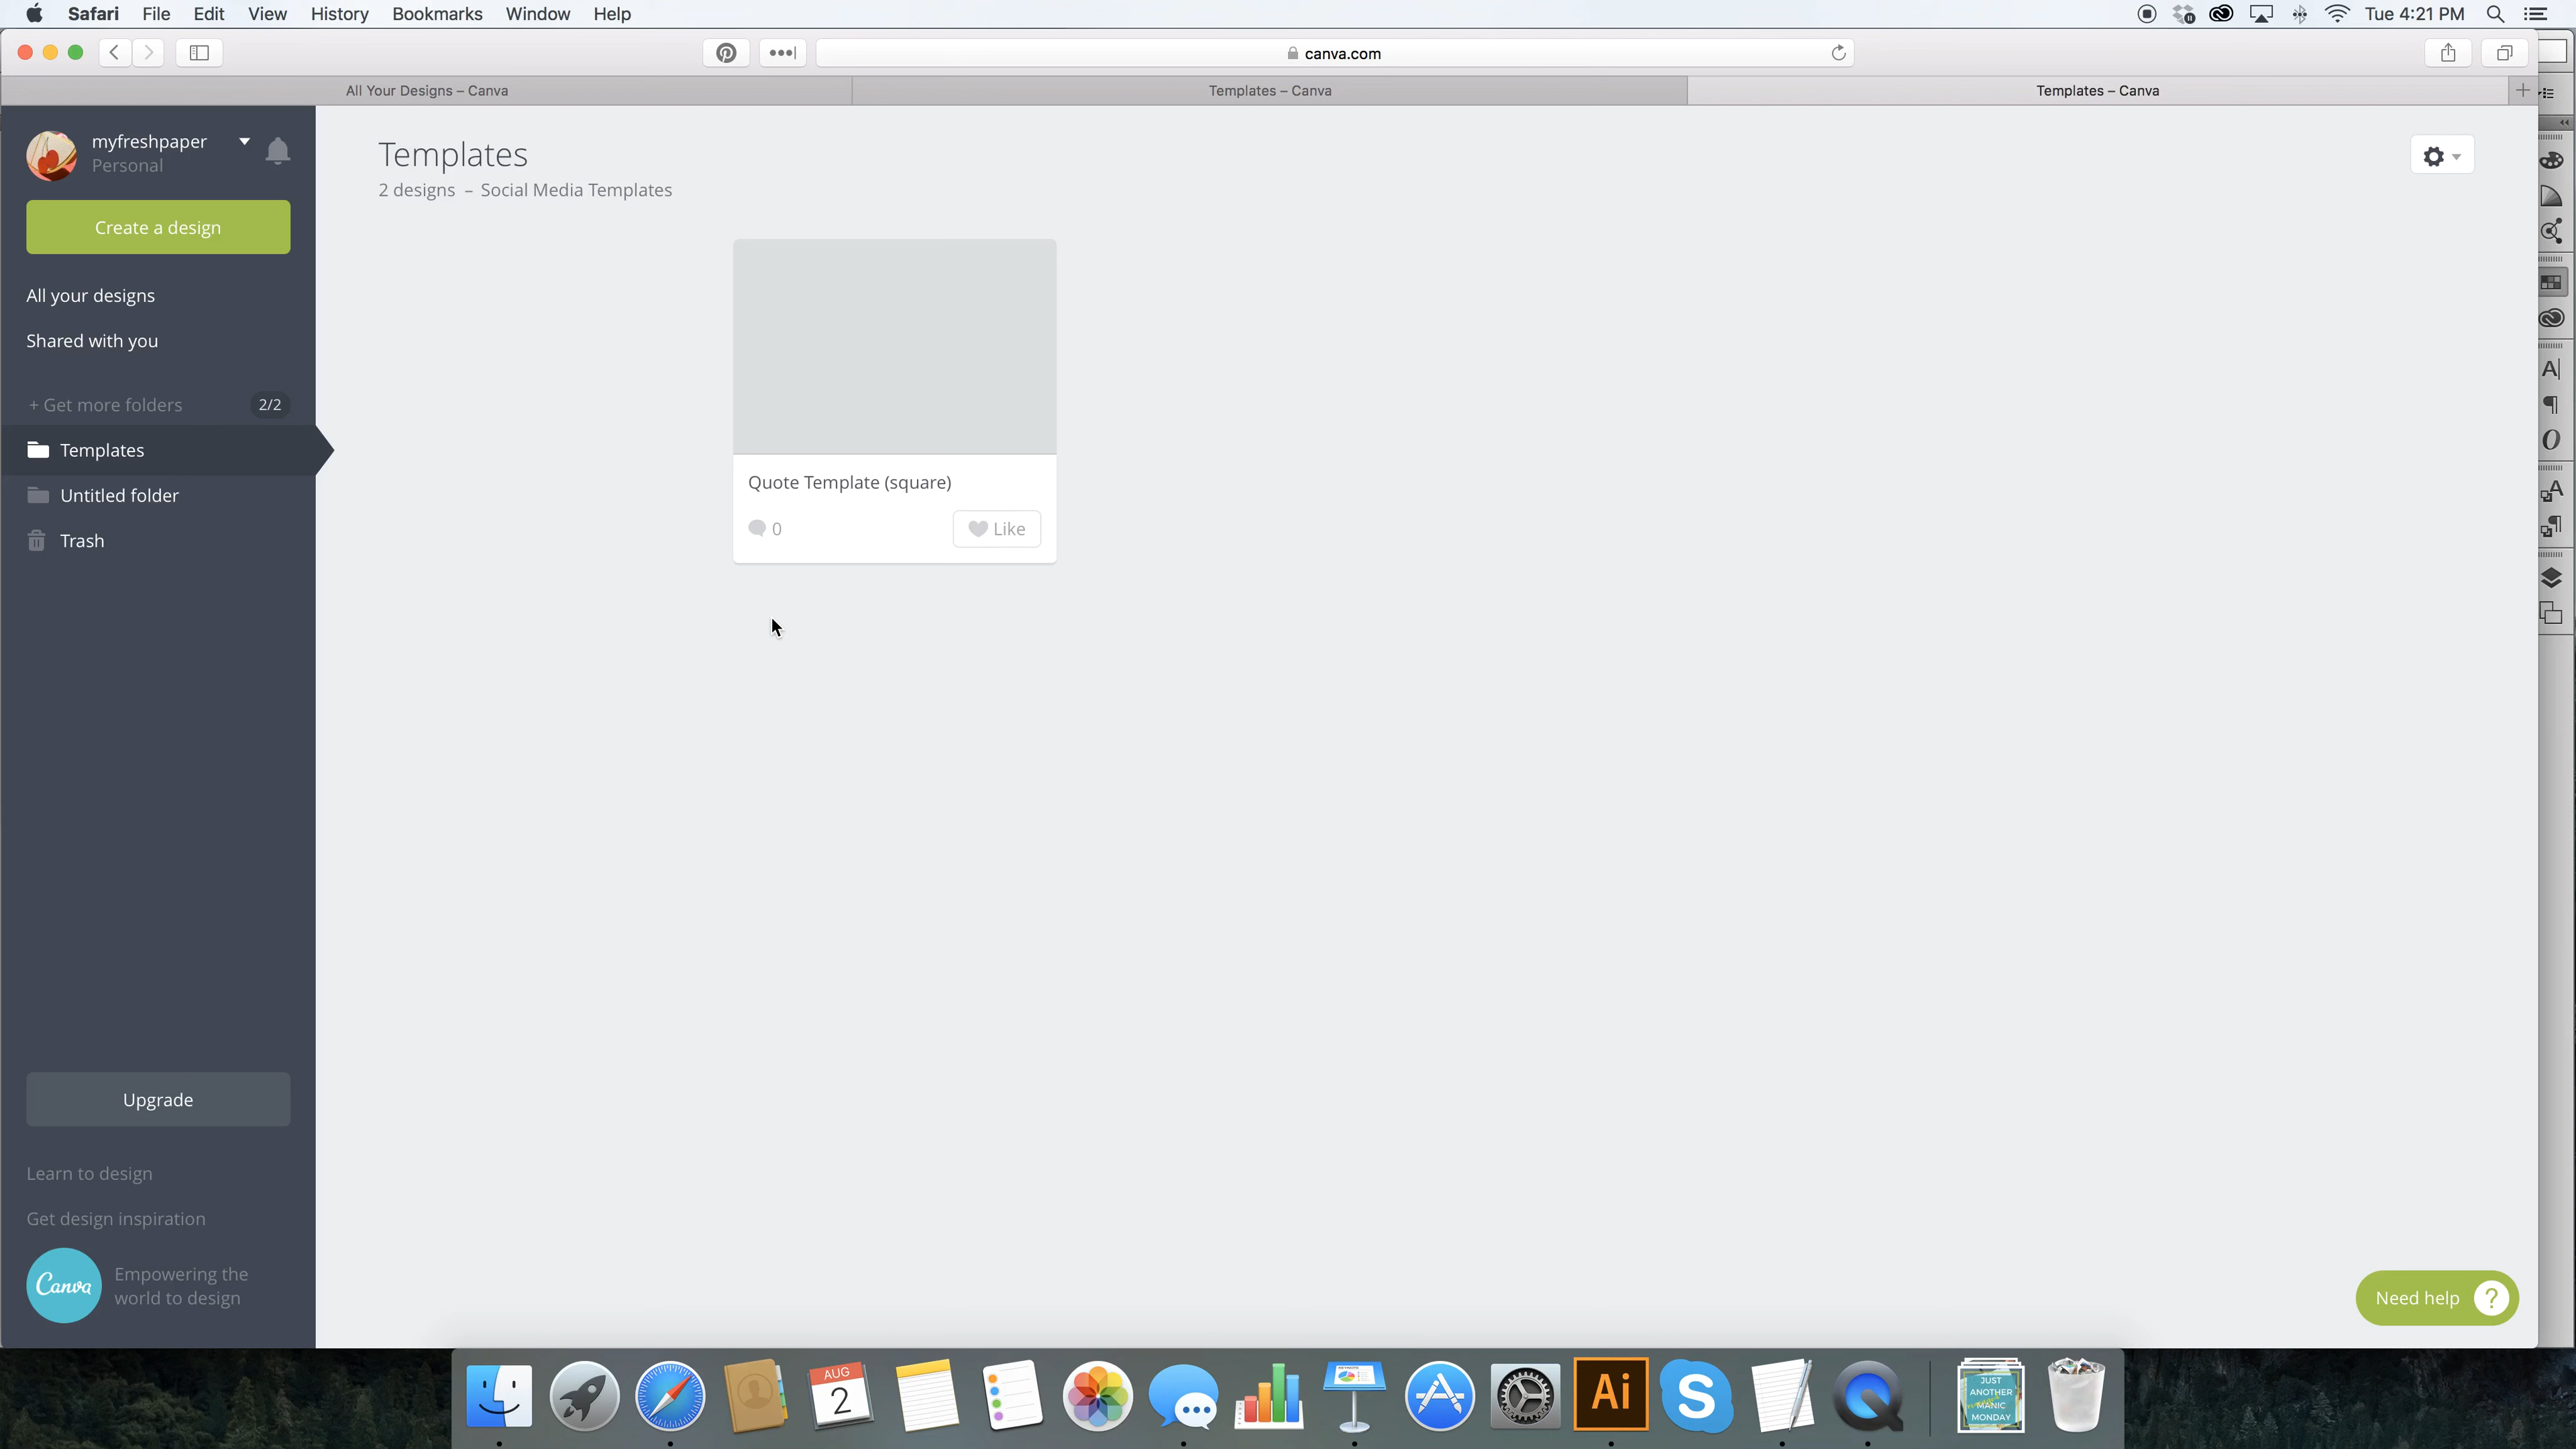 Safari File Edit View History Bookmarks Window Help Tue 4:21 PM
canva.com
All Your Designs – Canva Templates – Canva Templates – Canva
myfreshpaper
Personal
Create a design
All your designs
Shared with you
+ Get more folders 2/2
Templates
Untitled folder
Trash
Upgrade
Learn to design
Get design inspiration
Canva
Empowering the
world to design
Templates
2 designs – Social Media Templates
Quote Template (square)
0 Like
Need help ?
AUG
2
Ai
S
JUST
ANOTHER
MANIC
MONDAY